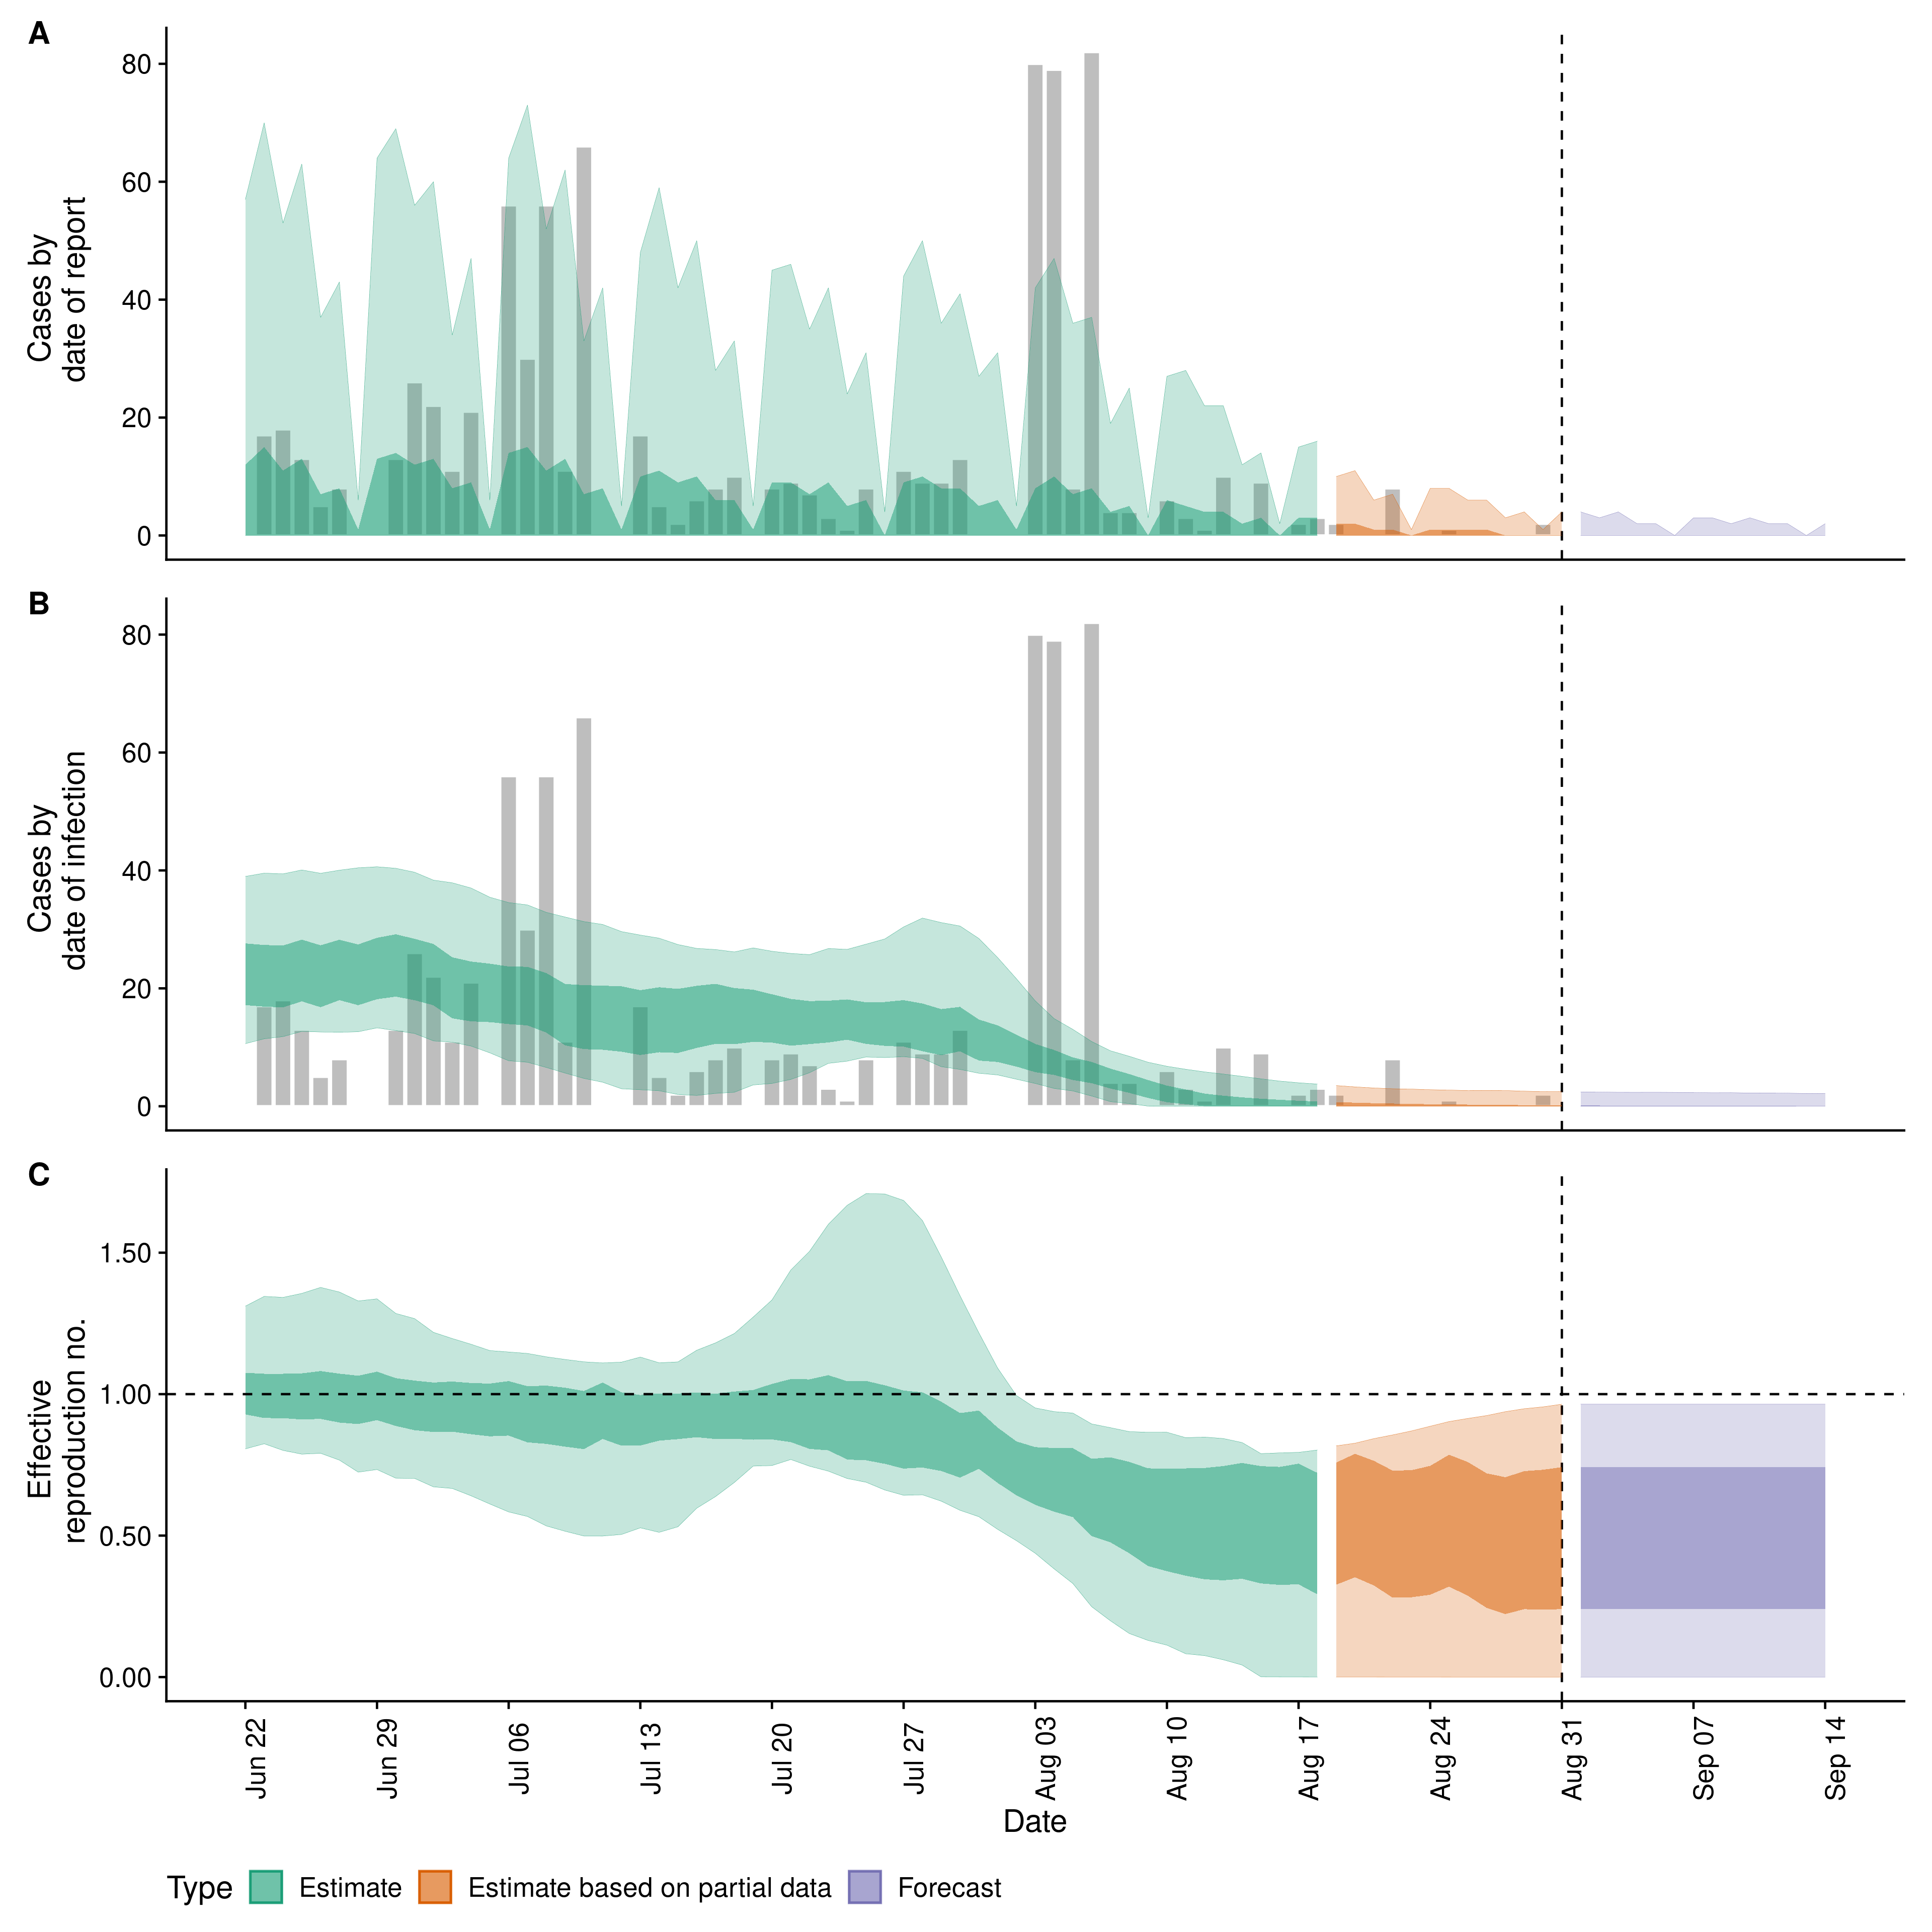 A
80
60
40
20
0
Cases by
date of report
B
80
60
40
20
0
Cases by
date of infection
C
1.50
1.00
0.50
0.00
Effective
reproduction no.
Jun 22
Jun 29
Jul 06
Jul 13
Jul 20
Jul 27
Aug 03
Aug 10
Aug 17
Aug 24
Aug 31
Sep 07
Sep 14
Date
Type Estimate Estimate based on partial data Forecast